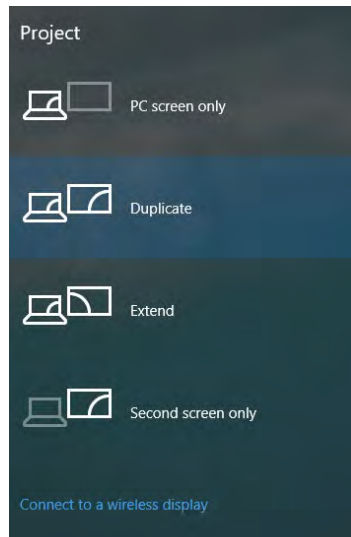 Project
PC screen only
Duplicate
Extend
Second screen only
Connect to a wireless display